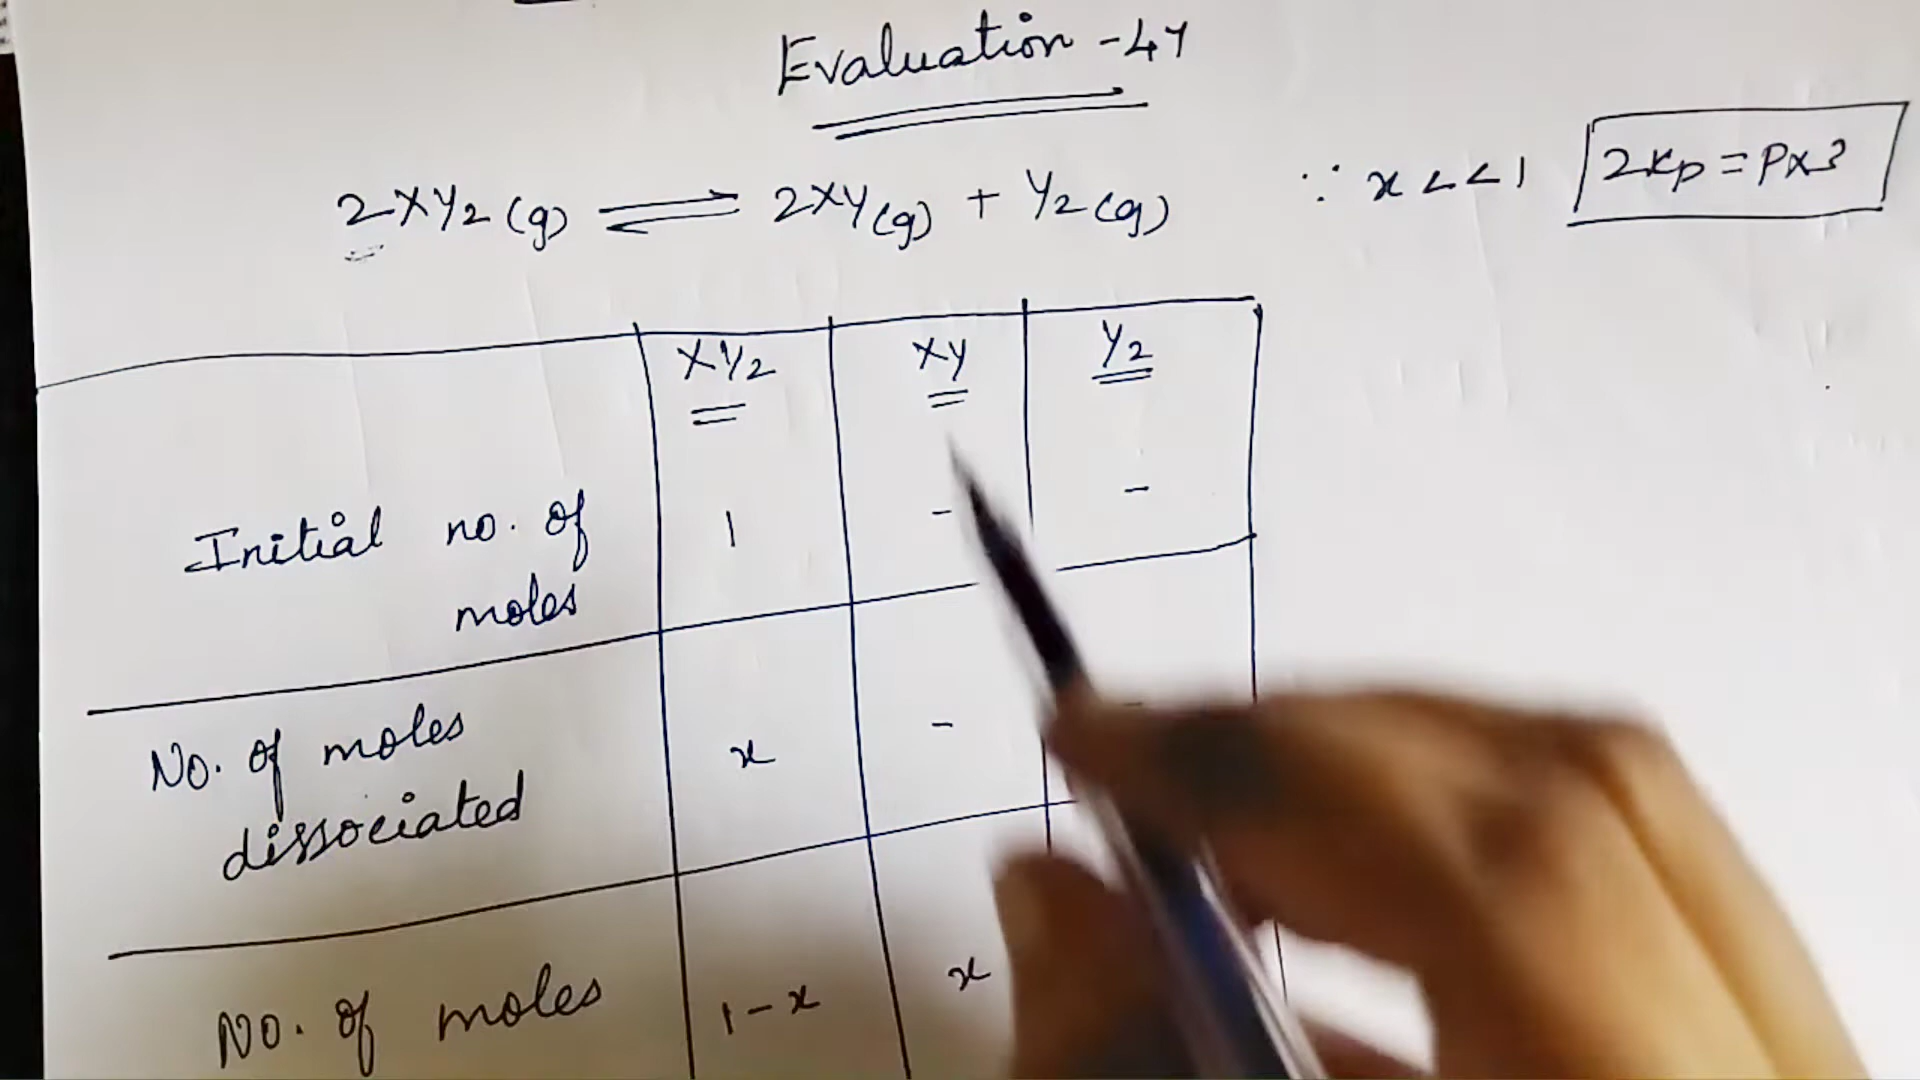 Evaluation - 47
2XY₂(g) ⇌ 2XY(g) + Y₂(g)
∵ x << 1
2Kp = Px³
XY₂ XY Y₂
Initial no. of moles 1 - -
No. of moles dissociated x -
No. of moles 1-x x